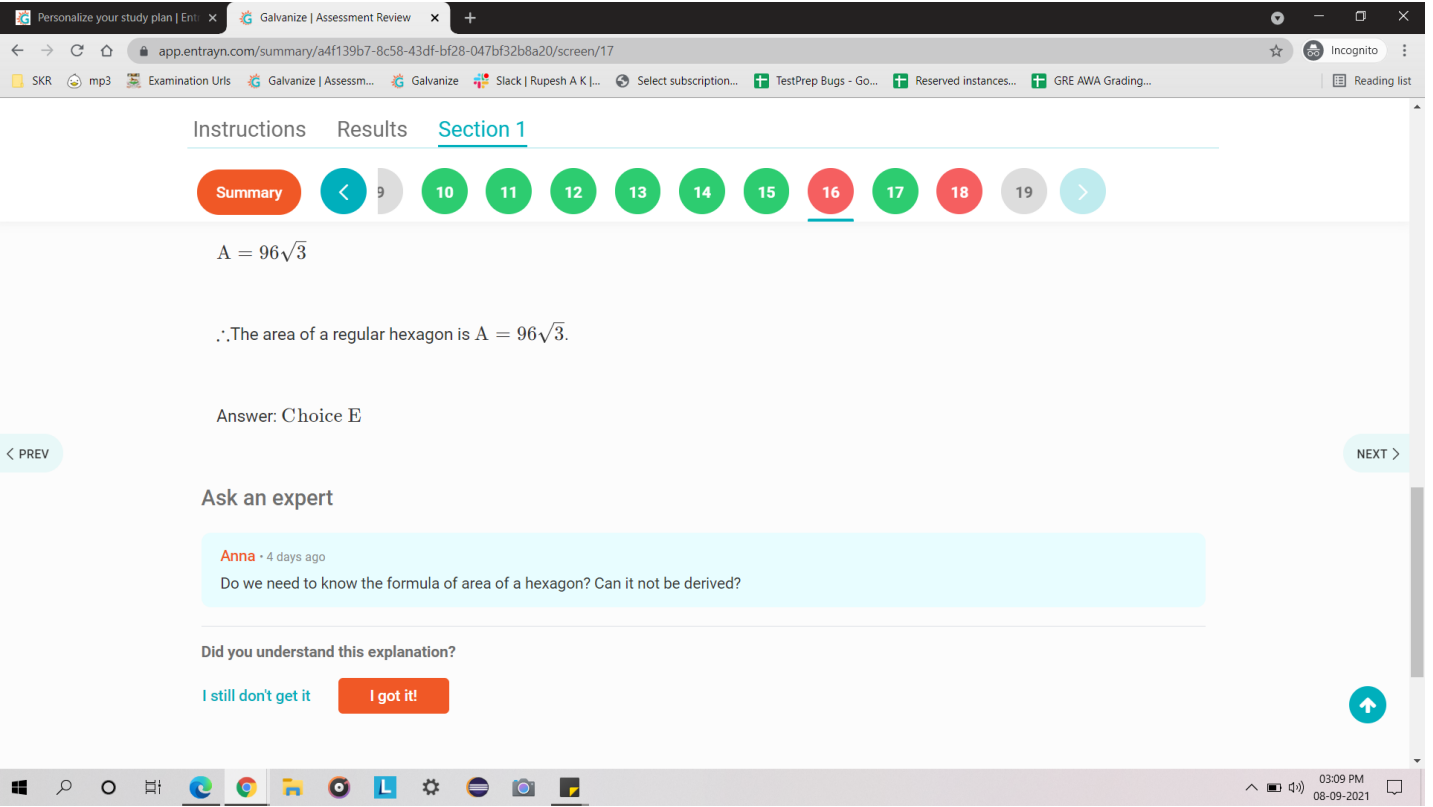 Personalize your study plan | Entr
Galvanize | Assessment Review
app.entrayn.com/summary/a4f139b7-8c58-43df-bf28-047bf32b8a20/screen/17
Incognito
SKR mp3 Examination Urls Galvanize | Assessm... Galvanize Slack | Rupesh A K |... Select subscription... TestPrep Bugs - Go... Reserved instances... GRE AWA Grading... Reading list
Instructions Results Section 1
Summary 9 10 11 12 13 14 15 16 17 18 19
A = 96√3
∴The area of a regular hexagon is A = 96√3.
Answer: Choice E
< PREV
NEXT >
Ask an expert
Anna • 4 days ago
Do we need to know the formula of area of a hexagon? Can it not be derived?
Did you understand this explanation?
I still don't get it I got it!
L
03:09 PM
08-09-2021